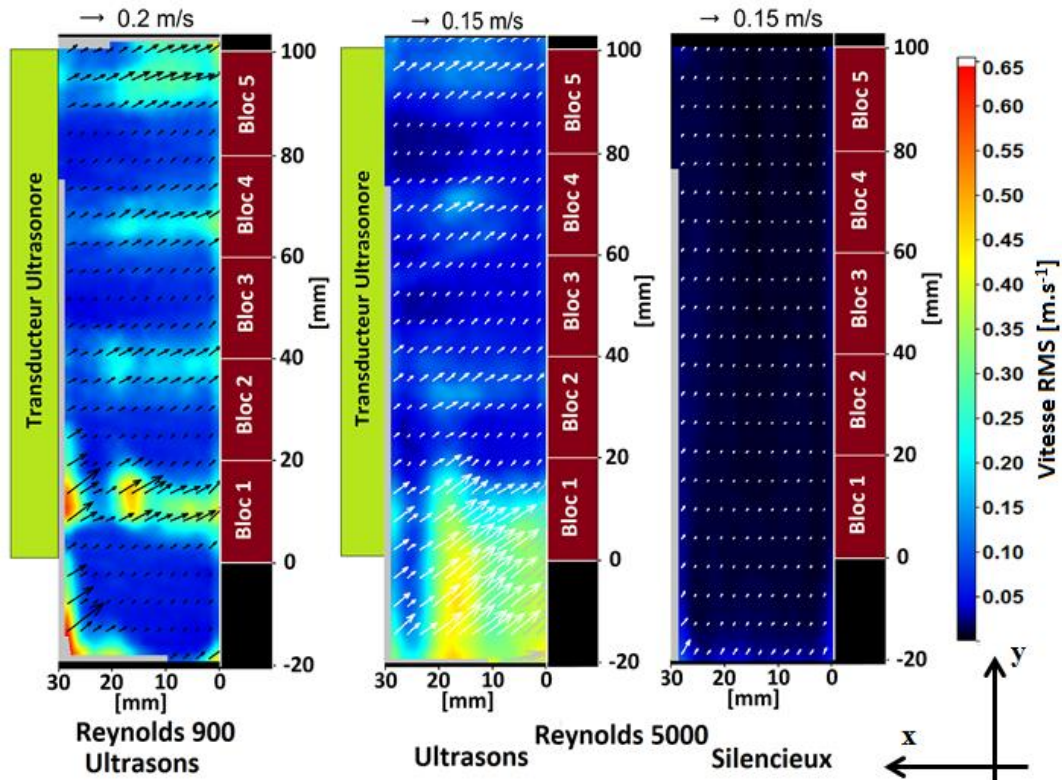 → 0.2 m/s
→ 0.15 m/s
→ 0.15 m/s
Transducteur Ultrasonore
Bloc 5
Bloc 4
Bloc 3
Bloc 2
Bloc 1
100
80
60
40
20
0
-20
[mm]
30 20 10 0
[mm]
Transducteur Ultrasonore
Bloc 5
Bloc 4
Bloc 3
Bloc 2
Bloc 1
100
80
60
40
20
0
-20
[mm]
30 20 10 0
[mm]
Bloc 5
Bloc 4
Bloc 3
Bloc 2
Bloc 1
100
80
60
40
20
0
-20
[mm]
30 20 10 0
[mm]
0.65
0.60
0.55
0.50
0.45
0.40
0.35
0.30
0.25
0.20
0.15
0.10
0.05
Vitesse RMS [m.s⁻¹]
y
x
Reynolds 900
Ultrasons
Reynolds 5000
Ultrasons
Silencieux